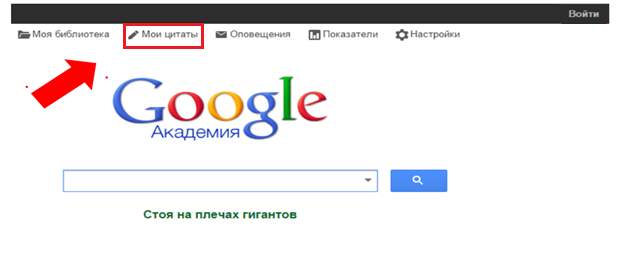 Войти
Моя библиотека Мои цитаты Оповещения Показатели Настройки
Google
Академия
Стоя на плечах гигантов